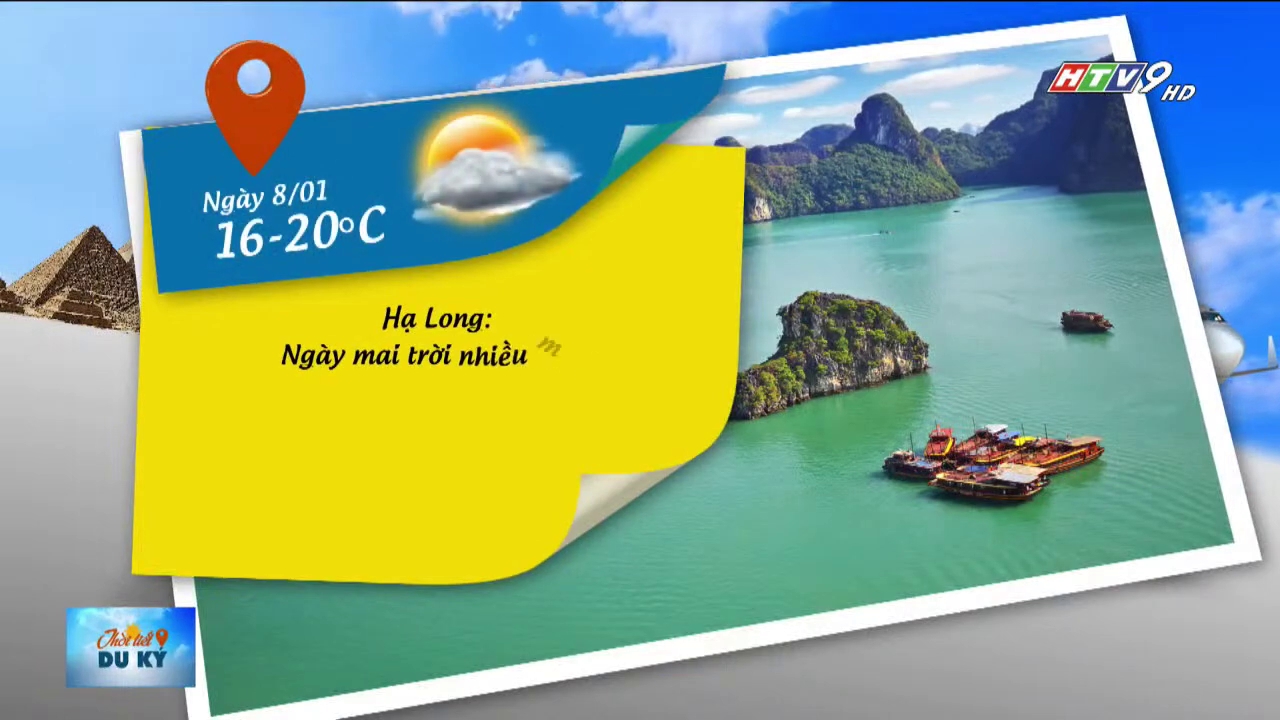 HTV9 HD
Ngày 8/01
16-20°C
Hạ Long:
Ngày mai trời nhiều m
Thời tiết
DU KÝ